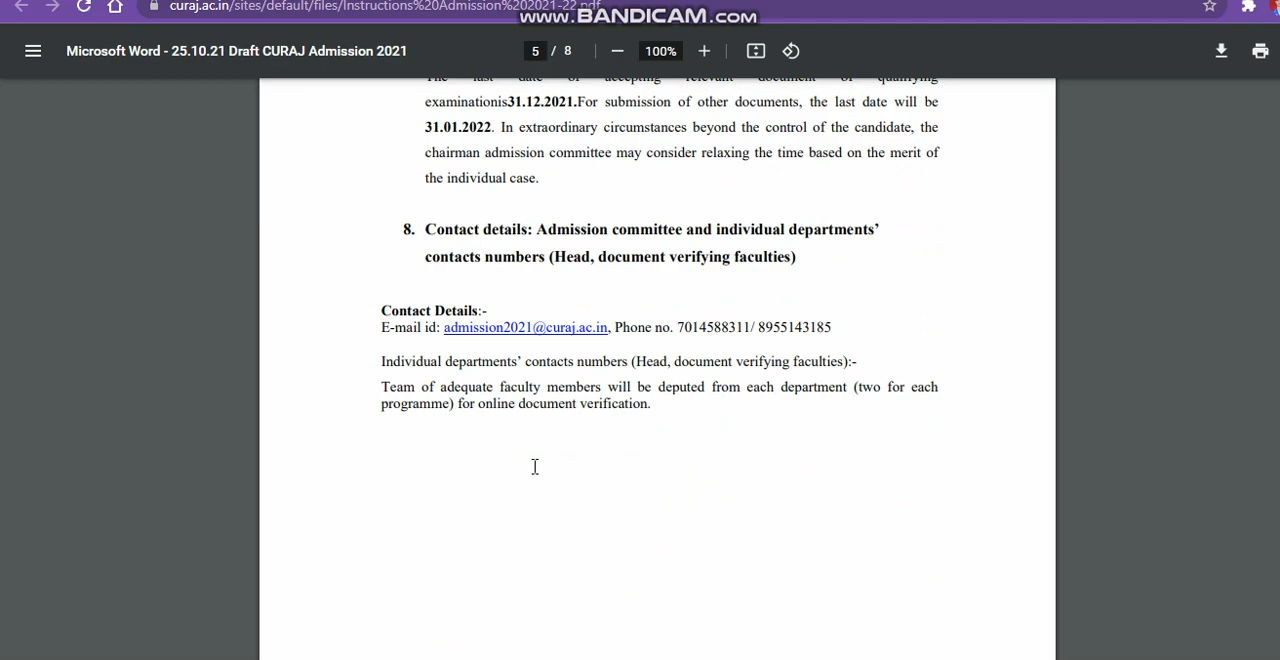 curaj.ac.in/sites/default/files/Instructions%20Admission%202021-22.pdf
www.BANDICAM.com
Microsoft Word - 25.10.21 Draft CURAJ Admission 2021
5 / 8
100%
The last date of accepting relevant document of qualifying
examinationis31.12.2021.For submission of other documents, the last date will be
31.01.2022. In extraordinary circumstances beyond the control of the candidate, the
chairman admission committee may consider relaxing the time based on the merit of
the individual case.
8. Contact details: Admission committee and individual departments’
contacts numbers (Head, document verifying faculties)
Contact Details:-
E-mail id: admission2021@curaj.ac.in, Phone no. 7014588311/ 8955143185
Individual departments’ contacts numbers (Head, document verifying faculties):-
Team of adequate faculty members will be deputed from each department (two for each
programme) for online document verification.